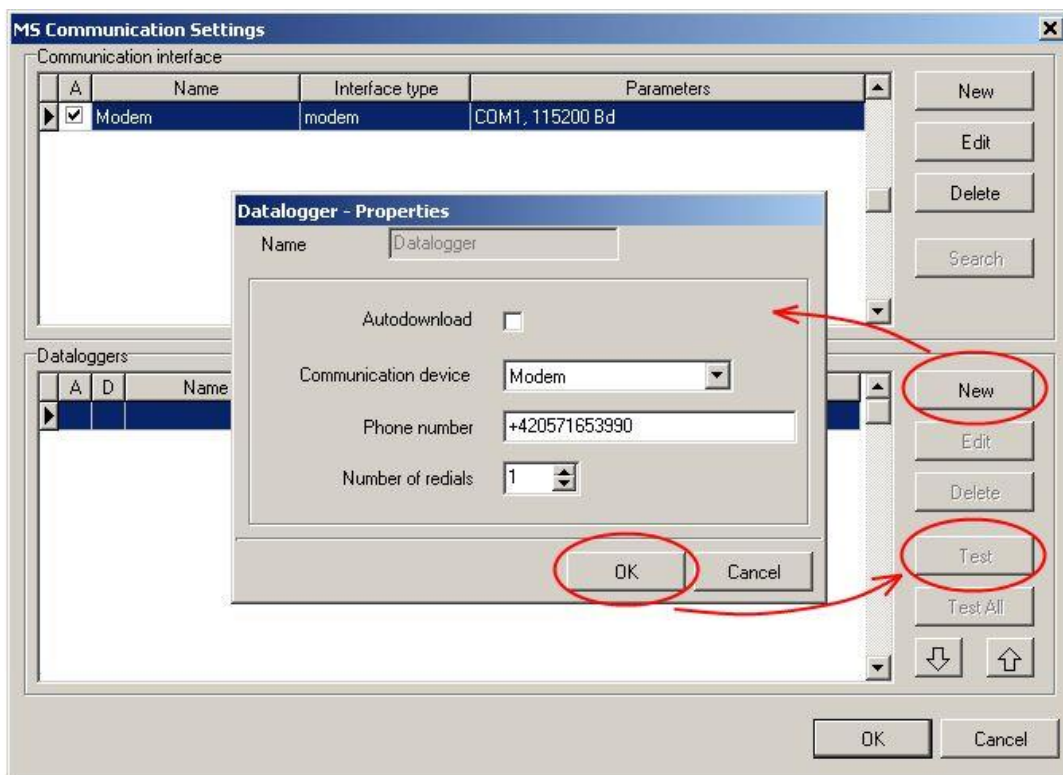 MS Communication Settings
Communication interface
A Name Interface type Parameters
Modem modem COM1, 115200 Bd
New
Edit
Delete
Search
Datalogger - Properties
Name Datalogger
Autodownload
Communication device Modem
Phone number +420571653990
Number of redials 1
OK Cancel
Dataloggers
A D Name
New
Edit
Delete
Test
Test All
OK Cancel